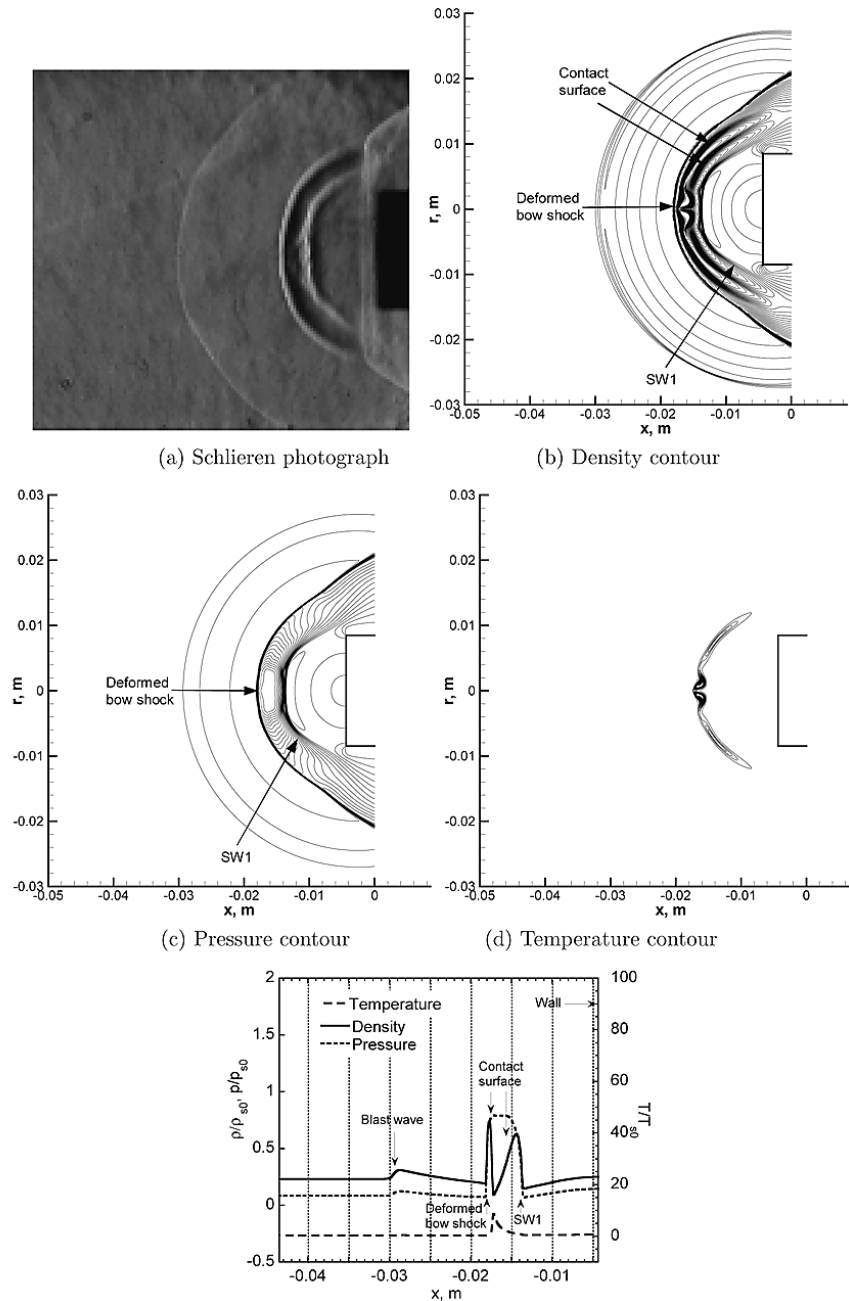 0.03
0.02
0.01
0
-0.01
-0.02
-0.03
r, m
Contact
surface
Deformed
bow shock
SW1
-0.05 -0.04 -0.03 -0.02 -0.01 0
x, m
(a) Schlieren photograph
(b) Density contour
0.03
0.02
0.01
0
-0.01
-0.02
-0.03
r, m
Deformed
bow shock
SW1
-0.05 -0.04 -0.03 -0.02 -0.01 0
x, m
0.03
0.02
0.01
0
-0.01
-0.02
-0.03
r, m
-0.05 -0.04 -0.03 -0.02 -0.01 0
x, m
(c) Pressure contour
(d) Temperature contour
2
1.5
1
0.5
0
-0.5
ρ/ρs0, p/ps0
Temperature
Density
Pressure
Wall
Contact
surface
Blast wave
Deformed
bow shock
SW1
100
80
60
40
20
0
T/Ts0
-0.04 -0.03 -0.02 -0.01
x, m